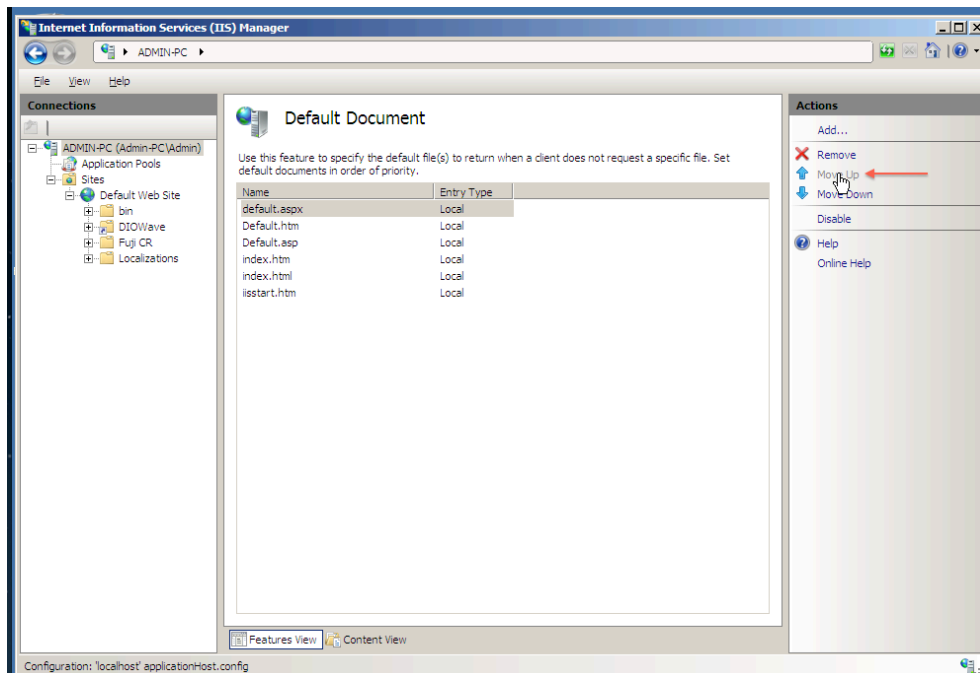 Internet Information Services (IIS) Manager
ADMIN-PC
File View Help
Connections
ADMIN-PC (Admin-PC\Admin)
Application Pools
Sites
Default Web Site
bin
DIOWave
Fuji CR
Localizations
Default Document
Use this feature to specify the default file(s) to return when a client does not request a specific file. Set
default documents in order of priority.
Name Entry Type
default.aspx Local
Default.htm Local
Default.asp Local
index.htm Local
index.html Local
iisstart.htm Local
Features View Content View
Actions
Add...
Remove
Move Up
Move Down
Disable
Help
Online Help
Configuration: 'localhost' applicationHost.config